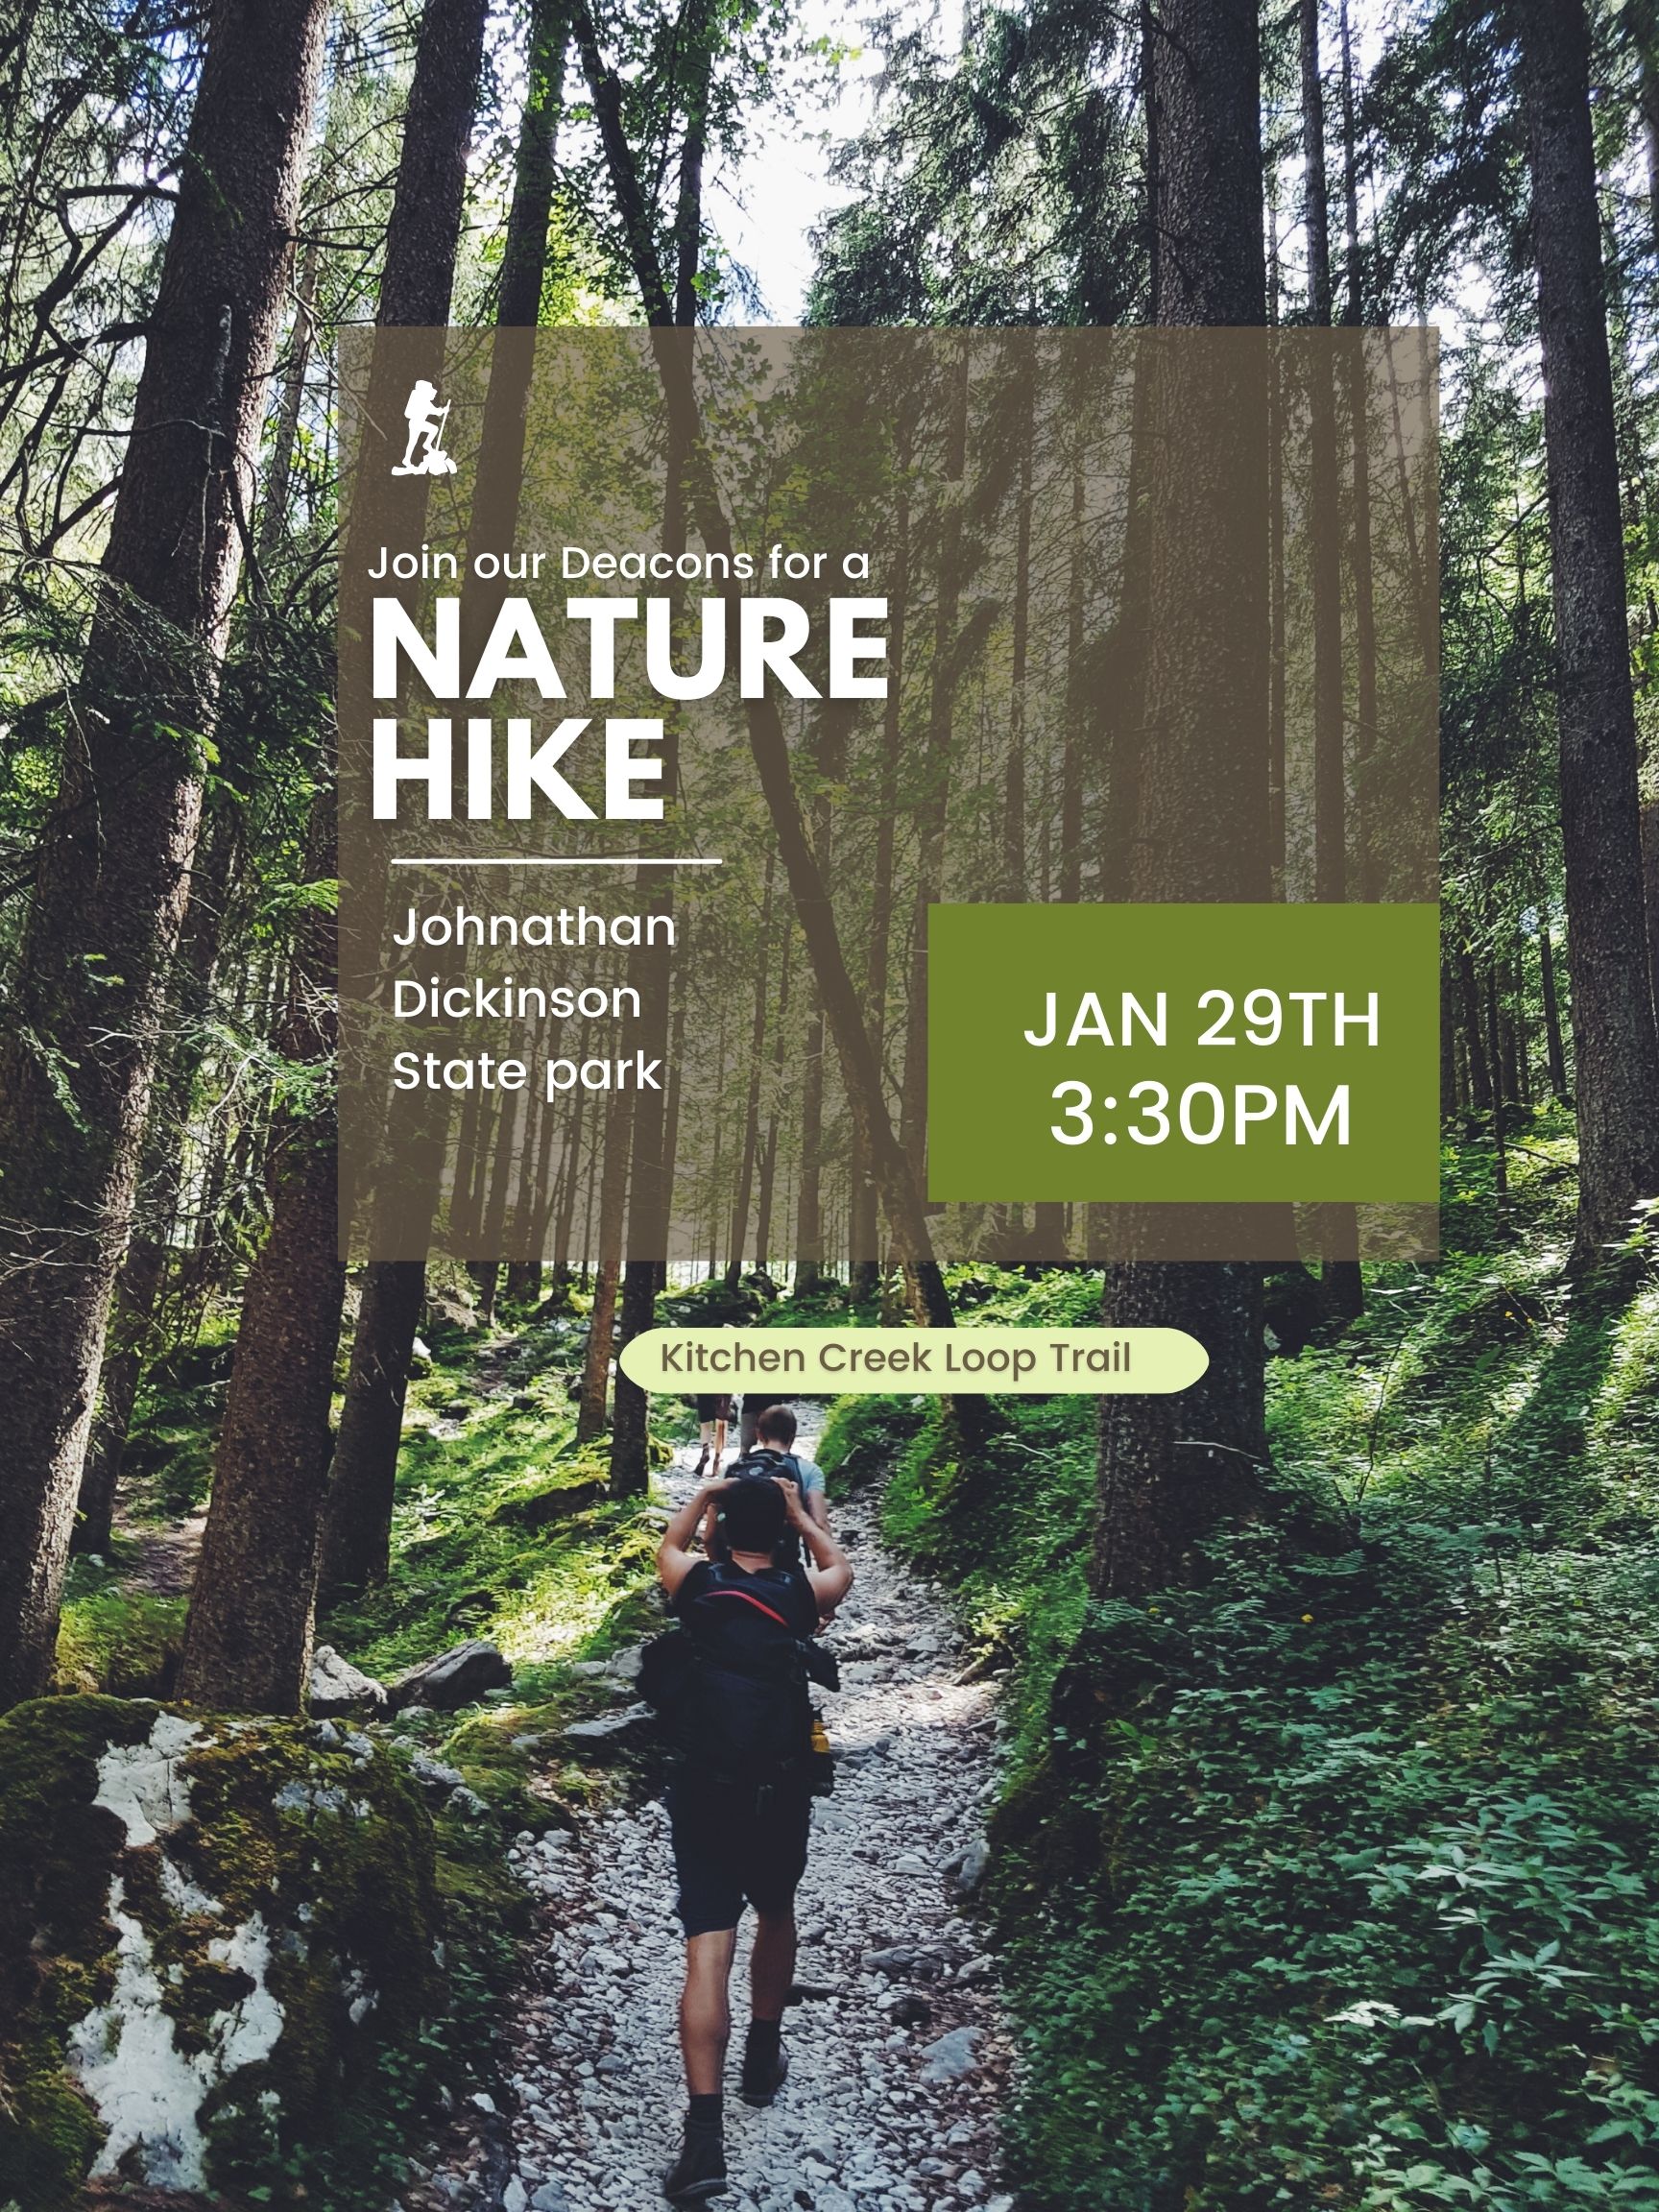 Join our Deacons for a
NATURE
HIKE
Johnathan
Dickinson
State park
JAN 29TH
3:30PM
Kitchen Creek Loop Trail